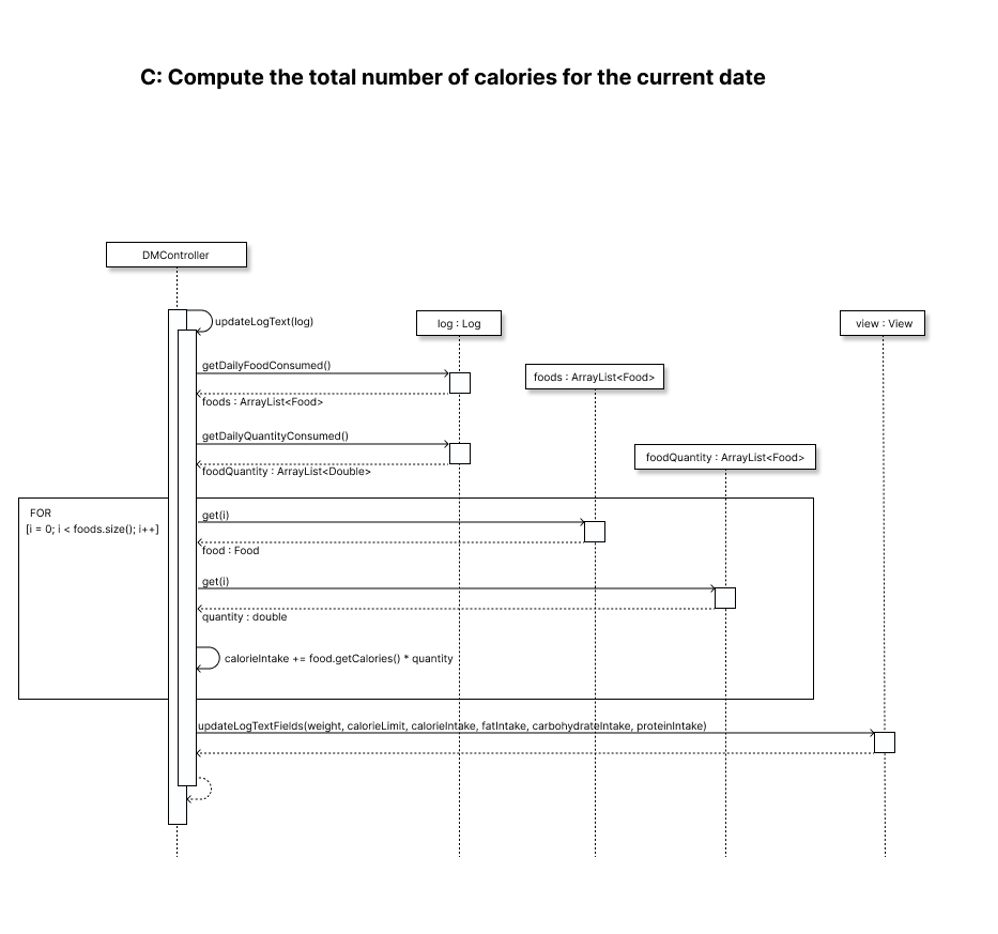 C: Compute the total number of calories for the current date
DMController
updateLogText(log)
log : Log
view : View
getDailyFoodConsumed()
foods : ArrayList<Food>
foods : ArrayList<Food>
getDailyQuantityConsumed()
foodQuantity : ArrayList<Food>
foodQuantity : ArrayList<Double>
FOR
[i = 0; i < foods.size(); i++]
get(i)
food : Food
get(i)
quantity : double
calorieIntake += food.getCalories() * quantity
updateLogTextFields(weight, calorieLimit, calorieIntake, fatIntake, carbohydrateIntake, proteinIntake)